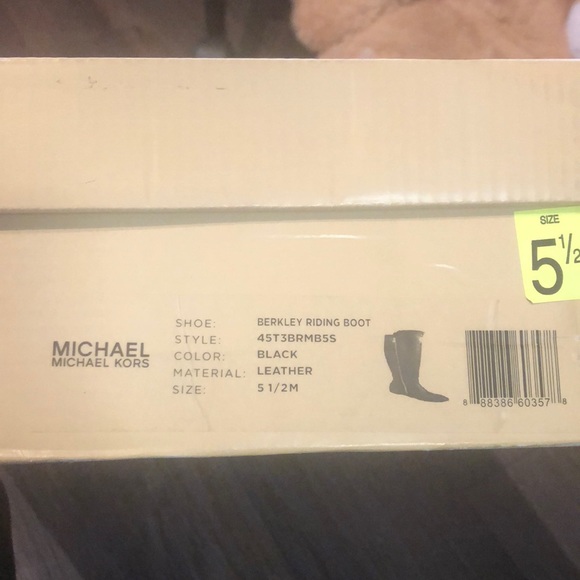 SIZE
5 1/2
MICHAEL
MICHAEL KORS
SHOE: BERKLEY RIDING BOOT
STYLE: 45T3BRMB5S
COLOR: BLACK
MATERIAL: LEATHER
SIZE: 5 1/2M
8 88386 60357 8